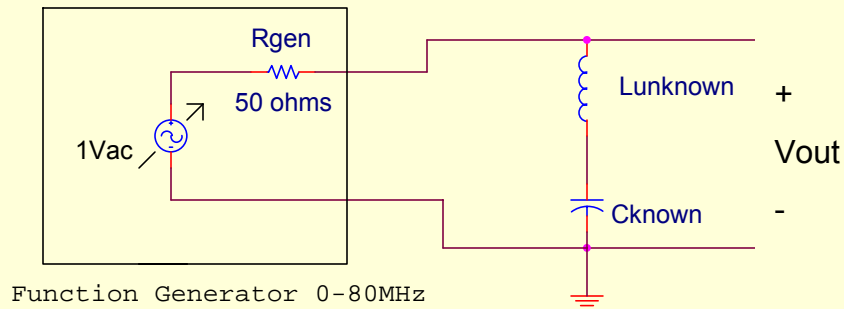 Rgen
50 ohms
1Vac
Lunknown
+
Vout
-
Cknown
Function Generator 0-80MHz